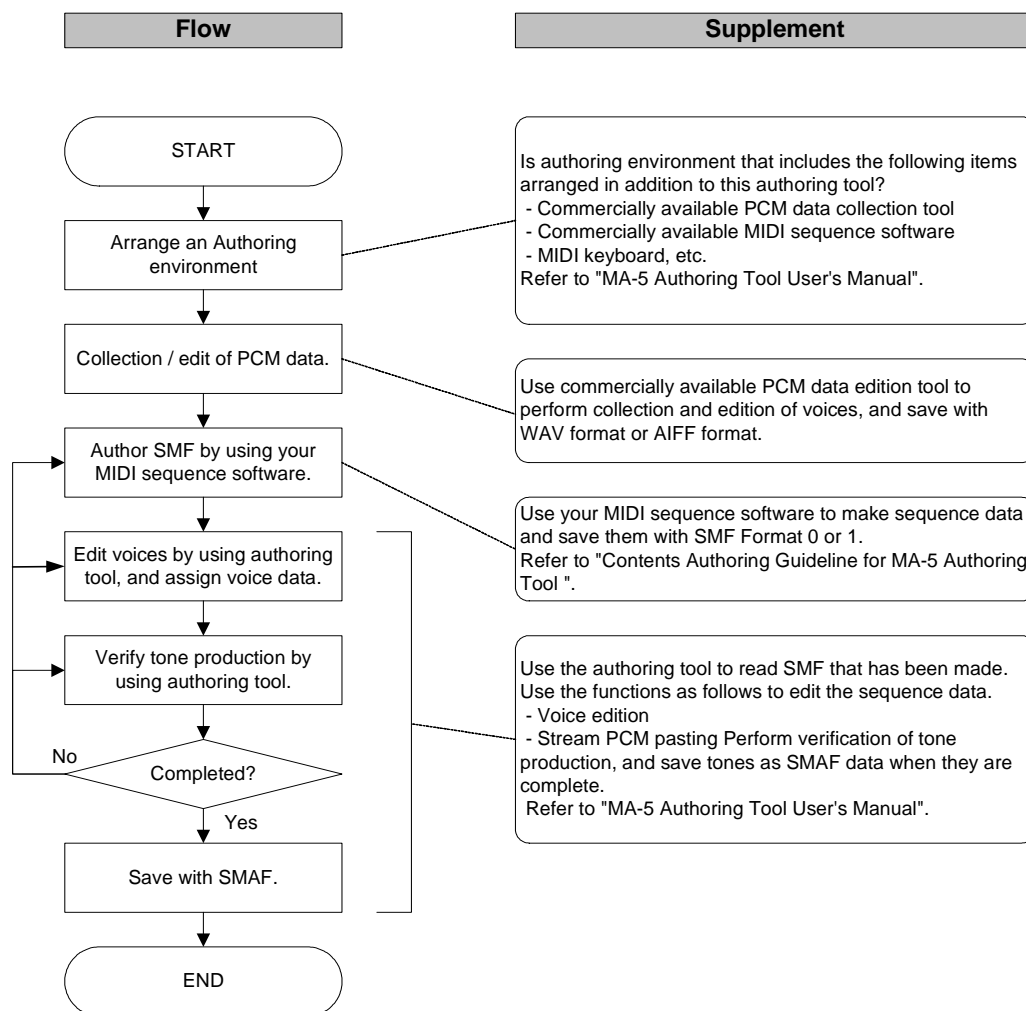 Flow
Supplement
START
Is authoring environment that includes the following items
arranged in addition to this authoring tool?
- Commercially available PCM data collection tool
- Commercially available MIDI sequence software
- MIDI keyboard, etc.
Refer to "MA-5 Authoring Tool User's Manual".
Arrange an Authoring
environment
Collection / edit of PCM data.
Use commercially available PCM data edition tool to
perform collection and edition of voices, and save with
WAV format or AIFF format.
Author SMF by using your
MIDI sequence software.
Use your MIDI sequence software to make sequence data
and save them with SMF Format 0 or 1.
Refer to "Contents Authoring Guideline for MA-5 Authoring
Tool ".
Edit voices by using authoring
tool, and assign voice data.
Verify tone production by
using authoring tool.
Use the authoring tool to read SMF that has been made.
Use the functions as follows to edit the sequence data.
- Voice edition
- Stream PCM pasting Perform verification of tone
production, and save tones as SMAF data when they are
complete.
Refer to "MA-5 Authoring Tool User's Manual".
No
Completed?
Yes
Save with SMAF.
END